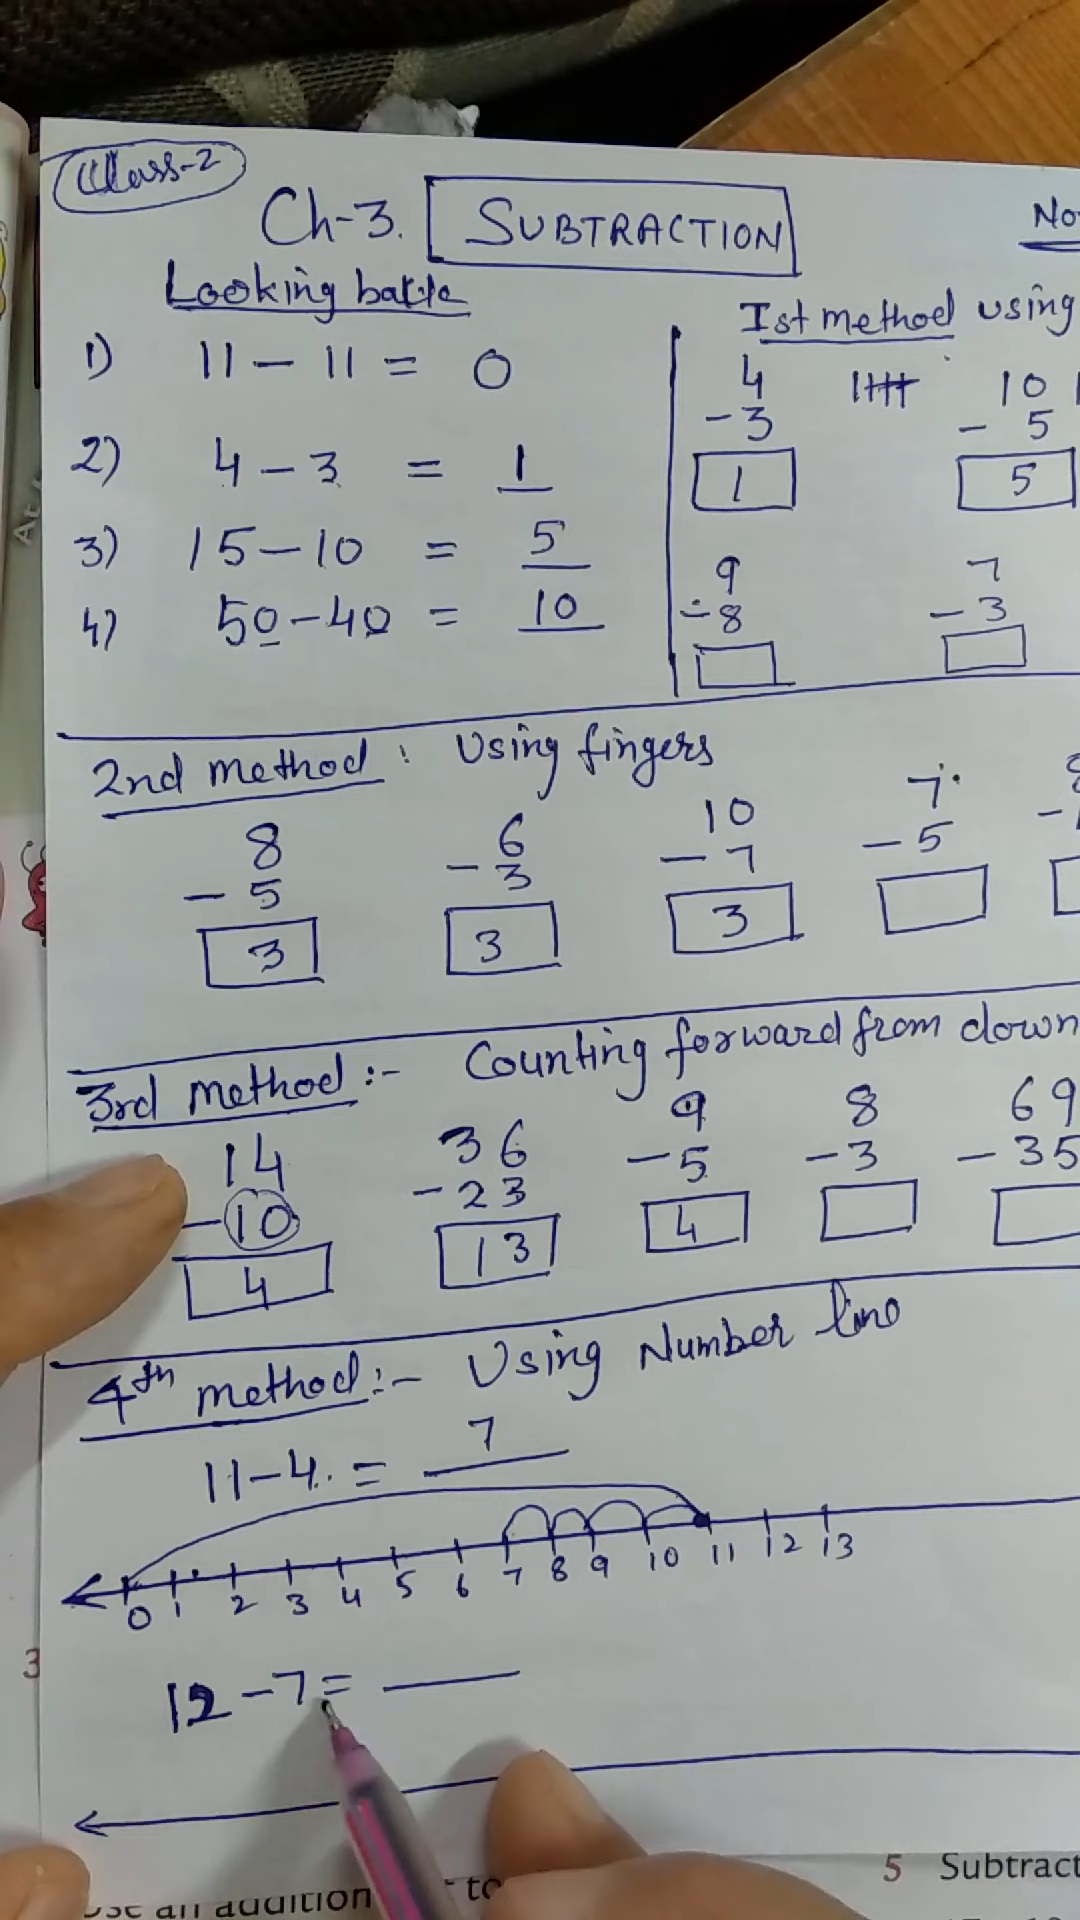 Class-2
Ch-3. SUBTRACTION
Looking back
1) 11 - 11 = 0
2) 4 - 3 = 1
3) 15 - 10 = 5
4) 50 - 40 = 10
Ist method using
4 10
- 3 - 5
1 5
9 7
- 8 - 3
2nd method : Using fingers
8 6 10 7
- 5 - 3 - 7 - 5
3 3 3
3rd method :- Counting forward from down
14 36 9 8 69
- 10 - 23 - 5 - 3 - 35
4 13 4
4th method :- Using Number line
11 - 4 = 7
0 1 2 3 4 5 6 7 8 9 10 11 12 13
3
12 - 7 =
5 Subtract
an addition to